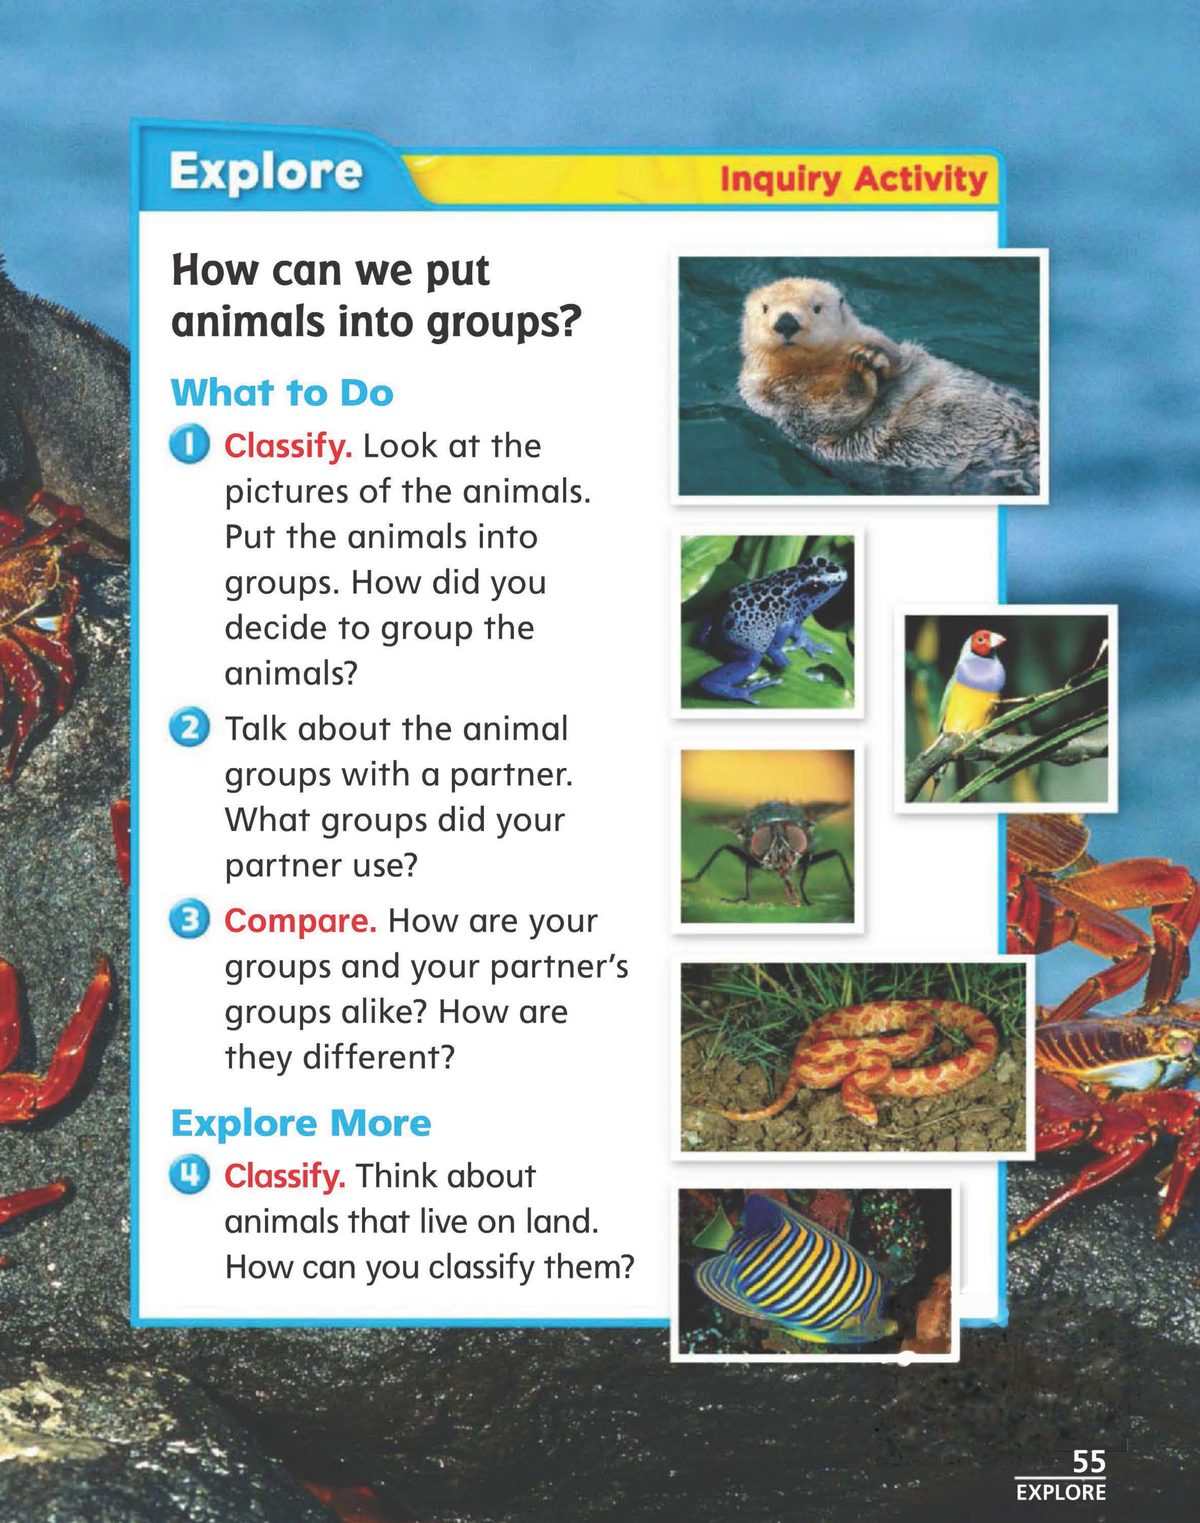 Explore
Inquiry Activity
How can we put
animals into groups?
What to Do
1 Classify. Look at the
pictures of the animals.
Put the animals into
groups. How did you
decide to group the
animals?
2 Talk about the animal
groups with a partner.
What groups did your
partner use?
3 Compare. How are your
groups and your partner's
groups alike? How are
they different?
Explore More
4 Classify. Think about
animals that live on land.
How can you classify them?
55
EXPLORE